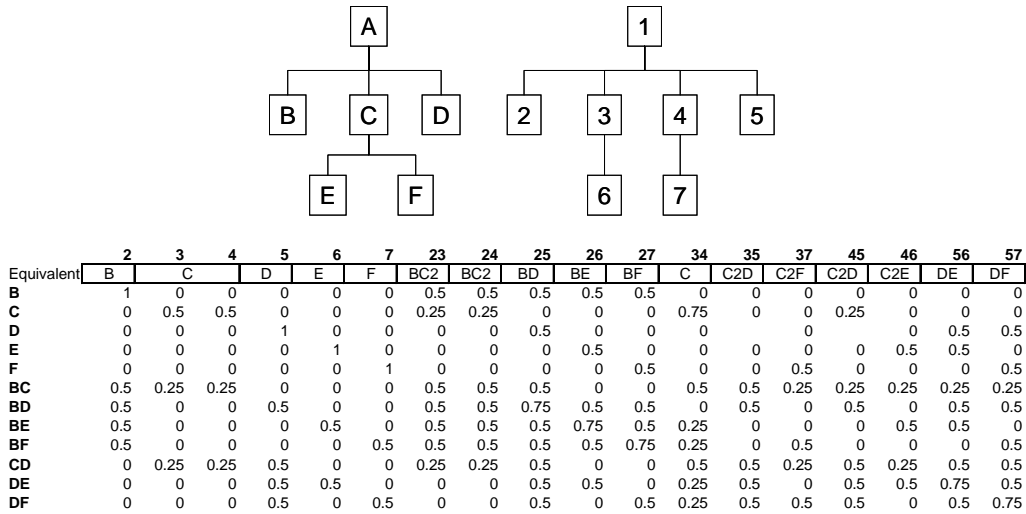 A 1
B C D 2 3 4 5
E F 6 7
2 3 4 5 6 7 23 24 25 26 27 34 35 37 45 46 56 57
Equivalent B C D E F BC2 BC2 BD BE BF C C2D C2F C2D C2E DE DF
B 1 0 0 0 0 0 0.5 0.5 0.5 0.5 0.5 0 0 0 0 0 0 0
C 0 0.5 0.5 0 0 0 0.25 0.25 0 0 0 0.75 0 0 0.25 0 0 0
D 0 0 0 1 0 0 0 0 0.5 0 0 0 0 0 0.5 0.5
E 0 0 0 0 1 0 0 0 0 0.5 0 0 0 0 0 0.5 0.5 0
F 0 0 0 0 0 1 0 0 0 0 0.5 0 0 0.5 0 0 0 0.5
BC 0.5 0.25 0.25 0 0 0 0.5 0.5 0.5 0 0 0.5 0.5 0.25 0.25 0.25 0.25 0.25
BD 0.5 0 0 0.5 0 0 0.5 0.5 0.75 0.5 0.5 0 0.5 0 0.5 0 0.5 0.5
BE 0.5 0 0 0 0.5 0 0.5 0.5 0.5 0.75 0.5 0.25 0 0 0 0.5 0.5 0
BF 0.5 0 0 0 0 0.5 0.5 0.5 0.5 0.5 0.75 0.25 0 0.5 0 0 0 0.5
CD 0 0.25 0.25 0.5 0 0 0.25 0.25 0.5 0 0 0.5 0.5 0.25 0.5 0.25 0.5 0.5
DE 0 0 0 0.5 0.5 0 0 0 0.5 0.5 0 0.25 0.5 0 0.5 0.5 0.75 0.5
DF 0 0 0 0.5 0 0.5 0 0 0.5 0 0.5 0.25 0.5 0.5 0.5 0 0.5 0.75